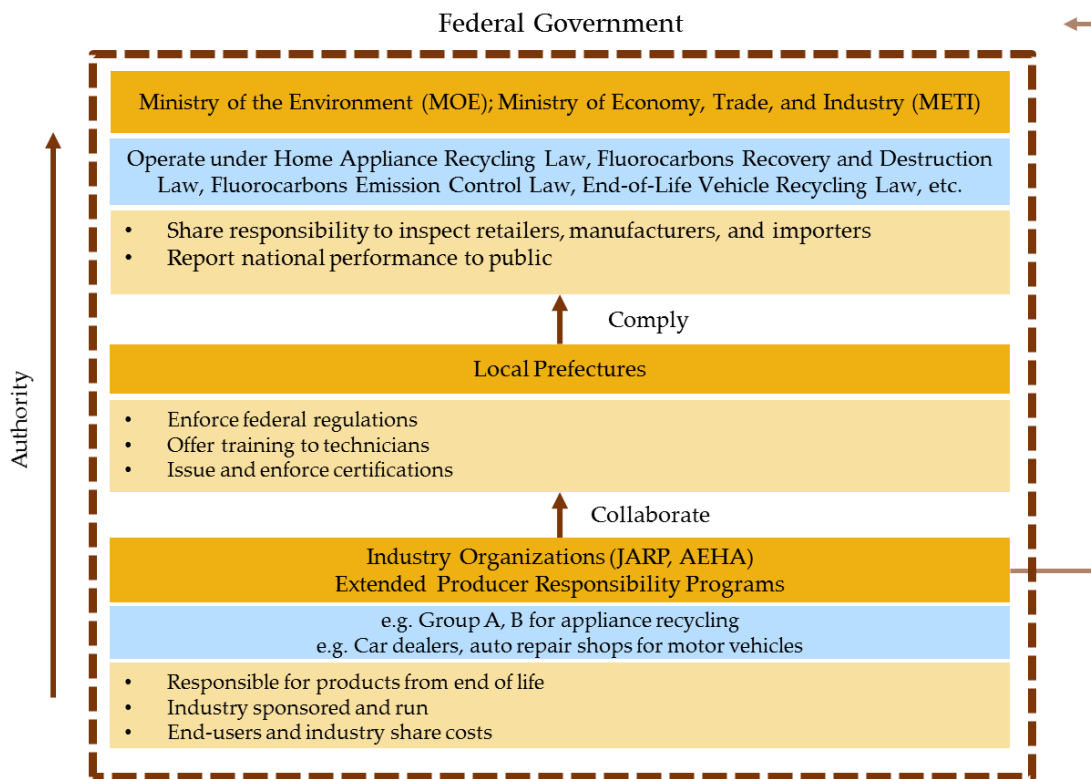 Federal Government
Ministry of the Environment (MOE); Ministry of Economy, Trade, and Industry (METI)
Operate under Home Appliance Recycling Law, Fluorocarbons Recovery and Destruction
Law, Fluorocarbons Emission Control Law, End-of-Life Vehicle Recycling Law, etc.
• Share responsibility to inspect retailers, manufacturers, and importers
• Report national performance to public
Comply
Local Prefectures
• Enforce federal regulations
• Offer training to technicians
• Issue and enforce certifications
Collaborate
Industry Organizations (JARP, AEHA)
Extended Producer Responsibility Programs
e.g. Group A, B for appliance recycling
e.g. Car dealers, auto repair shops for motor vehicles
• Responsible for products from end of life
• Industry sponsored and run
• End-users and industry share costs
Authority